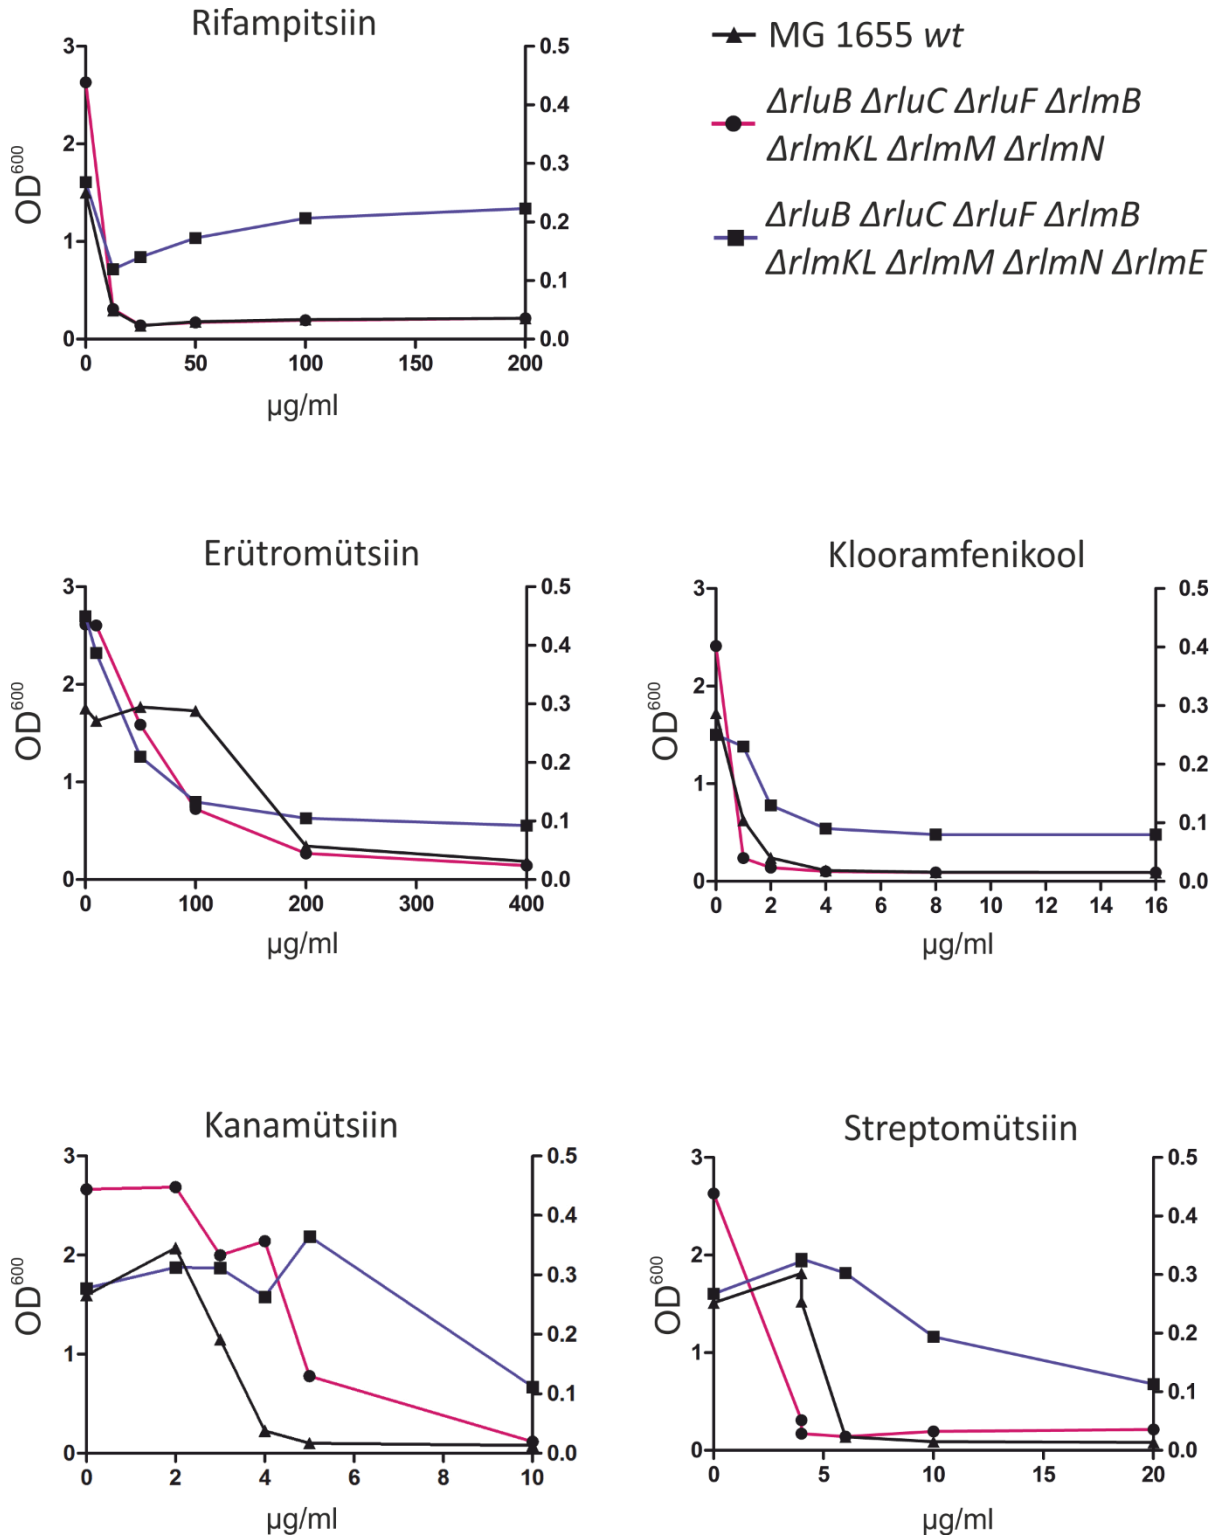 Rifampitsiin
3
2
1
0
OD600
0.5
0.4
0.3
0.2
0.1
0.0
0 50 100 150 200
µg/ml
MG 1655 wt
ΔrluB ΔrluC ΔrluF ΔrlmB
ΔrlmKL ΔrlmM ΔrlmN
ΔrluB ΔrluC ΔrluF ΔrlmB
ΔrlmKL ΔrlmM ΔrlmN ΔrlmE
Erütromütsiin
3
2
1
0
OD600
0.5
0.4
0.3
0.2
0.1
0.0
0 100 200 300 400
µg/ml
Klooramfenikool
3
2
1
0
OD600
0.5
0.4
0.3
0.2
0.1
0.0
0 2 4 6 8 10 12 14 16
µg/ml
Kanamütsiin
3
2
1
0
OD600
0.5
0.4
0.3
0.2
0.1
0.0
0 2 4 6 8 10
µg/ml
Streptomütsiin
3
2
1
0
OD600
0.5
0.4
0.3
0.2
0.1
0.0
0 5 10 15 20
µg/ml